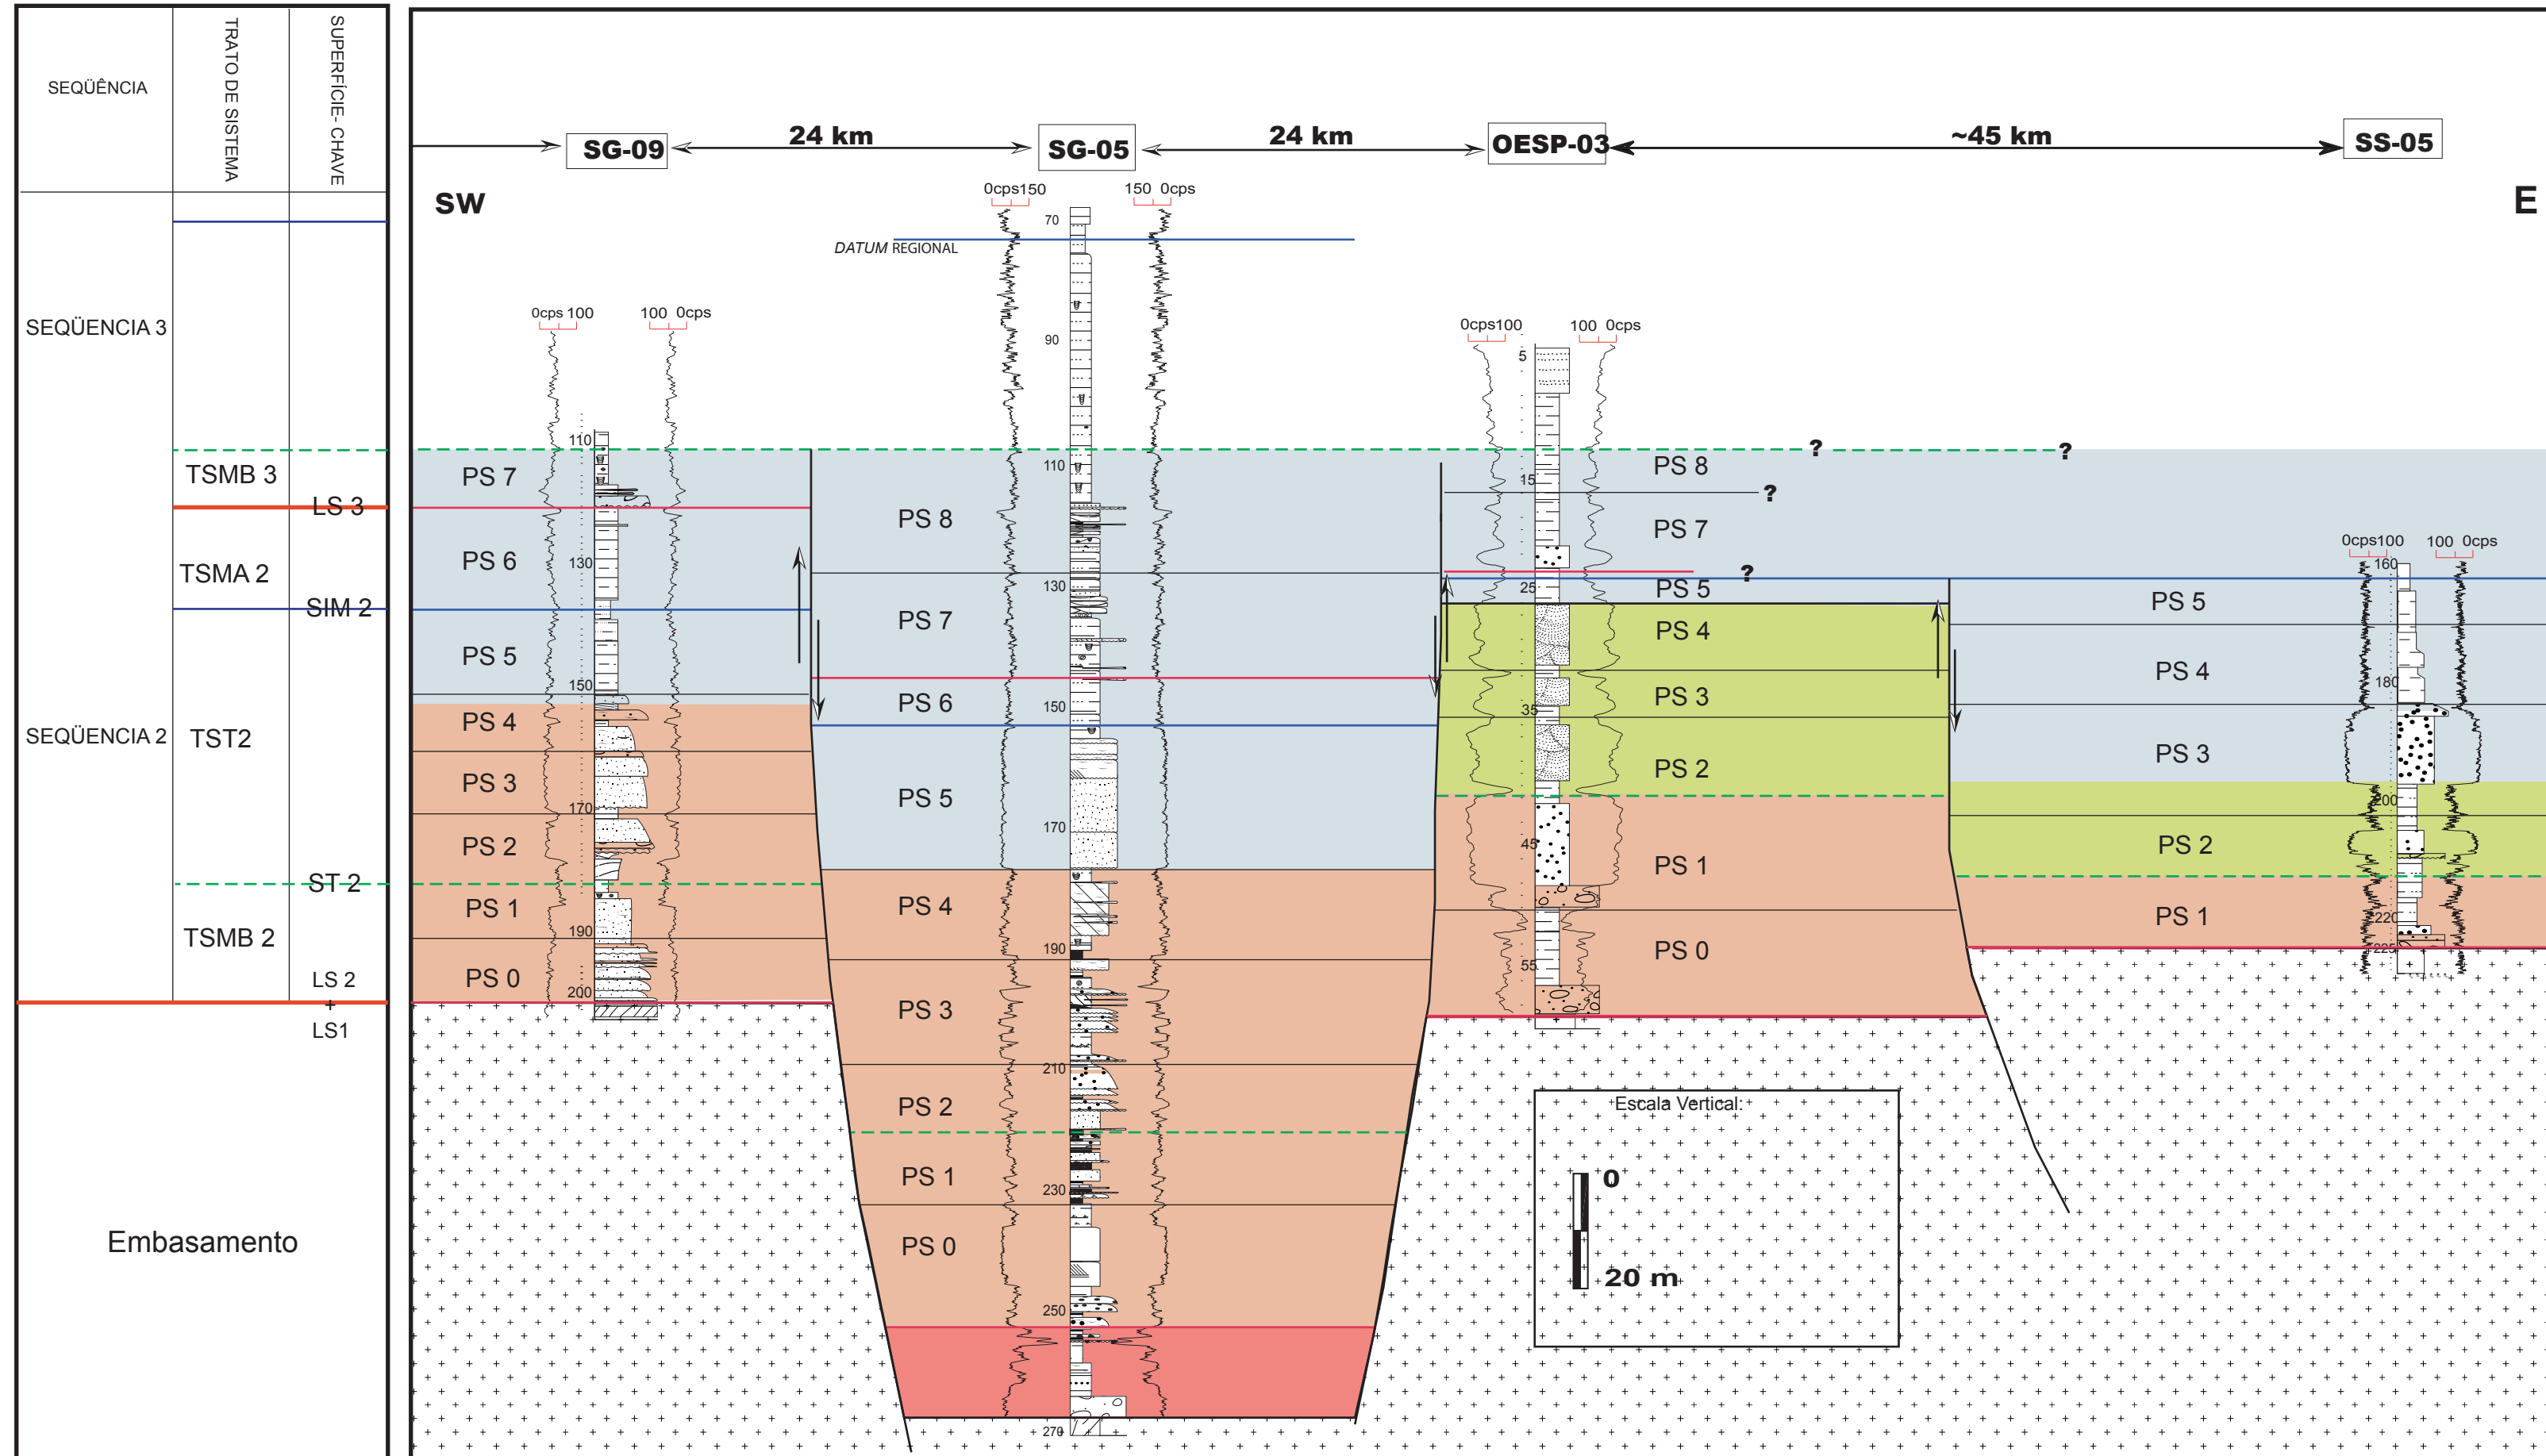 SEQÜÊNCIA
TRATO DE SISTEMA
SUPERFÍCIE- CHAVE
SEQÜENCIA 3
TSMB 3
LS 3
TSMA 2
SIM 2
SEQÜENCIA 2
TST2
ST 2
TSMB 2
LS 2
+
LS1
Embasamento
SG-09
24 km
SG-05
24 km
OESP-03
~45 km
SS-05
SW
E
DATUM REGIONAL
0cps 100
100 0cps
110
130
150
170
190
200
PS 7
PS 6
PS 5
PS 4
PS 3
PS 2
PS 1
PS 0
0cps150
150 0cps
70
90
110
130
150
170
190
210
230
250
270
PS 8
PS 7
PS 6
PS 5
PS 4
PS 3
PS 2
PS 1
PS 0
0cps100
100 0cps
5
15
25
35
45
55
?
?
?
?
PS 8
PS 7
PS 5
PS 4
PS 3
PS 2
PS 1
PS 0
0cps100
100 0cps
160
180
200
220
225
PS 5
PS 4
PS 3
PS 2
PS 1
Escala Vertical:
0
20 m